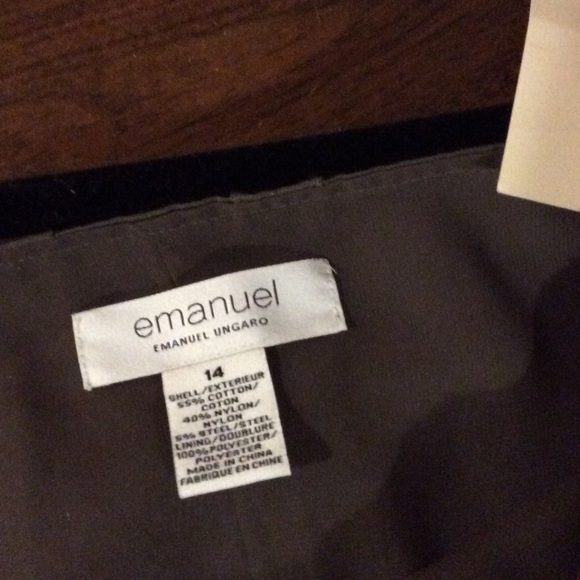 emanuel
EMANUEL UNGARO
14
SHELL/EXTERIEUR
55% COTTON/
COTON
40% NYLON/
NYLON
5% STEEL/STEEL
LINING/DOUBLURE
100% POLYESTER/
POLYESTER
MADE IN CHINA
FABRIQUE EN CHINE